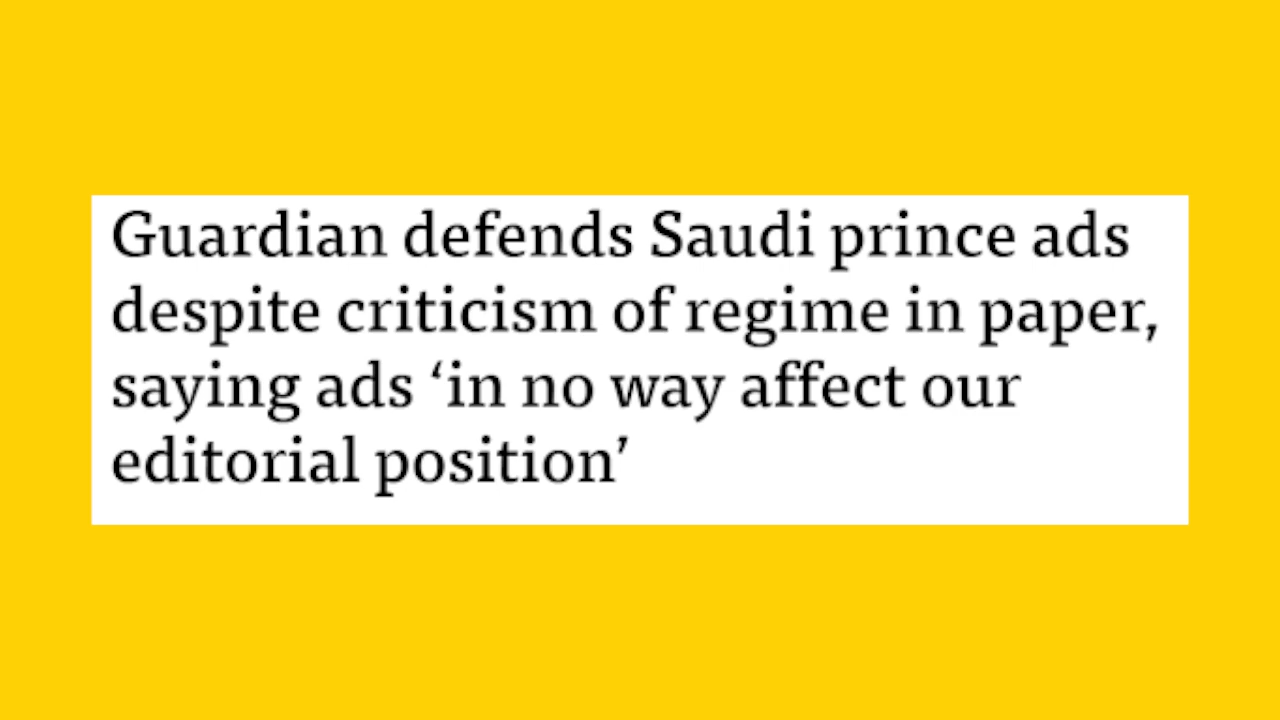 Guardian defends Saudi prince ads
despite criticism of regime in paper,
saying ads ‘in no way affect our
editorial position’